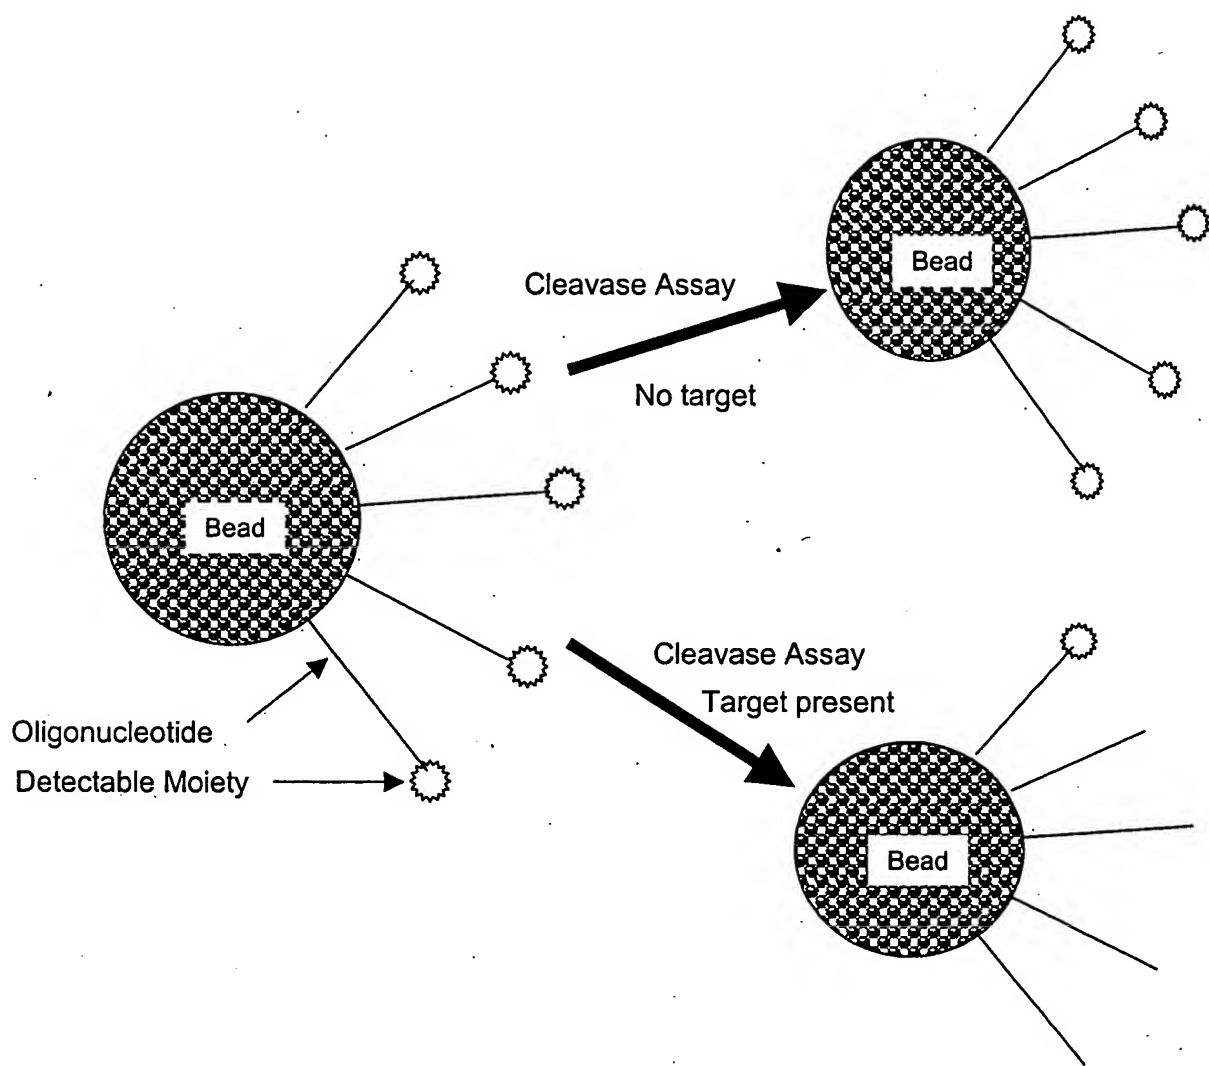 Cleavase Assay
No target
Bead
Bead
Oligonucleotide
Detectable Moiety
Cleavase Assay
Target present
Bead